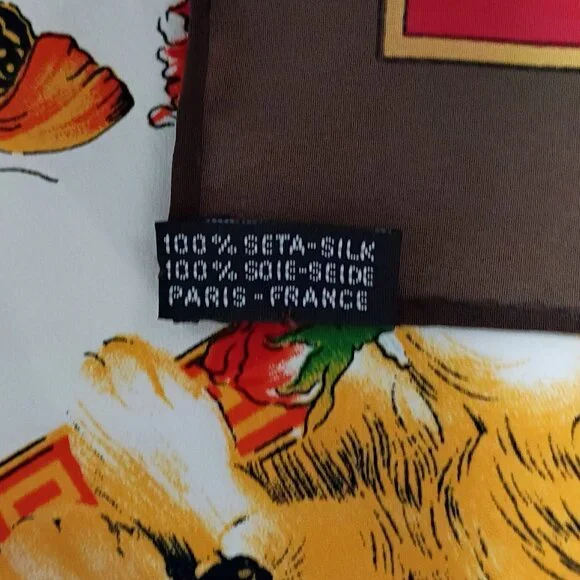 100% SETA-SILK
100% SOIE-SEIDE
PARIS-FRANCE